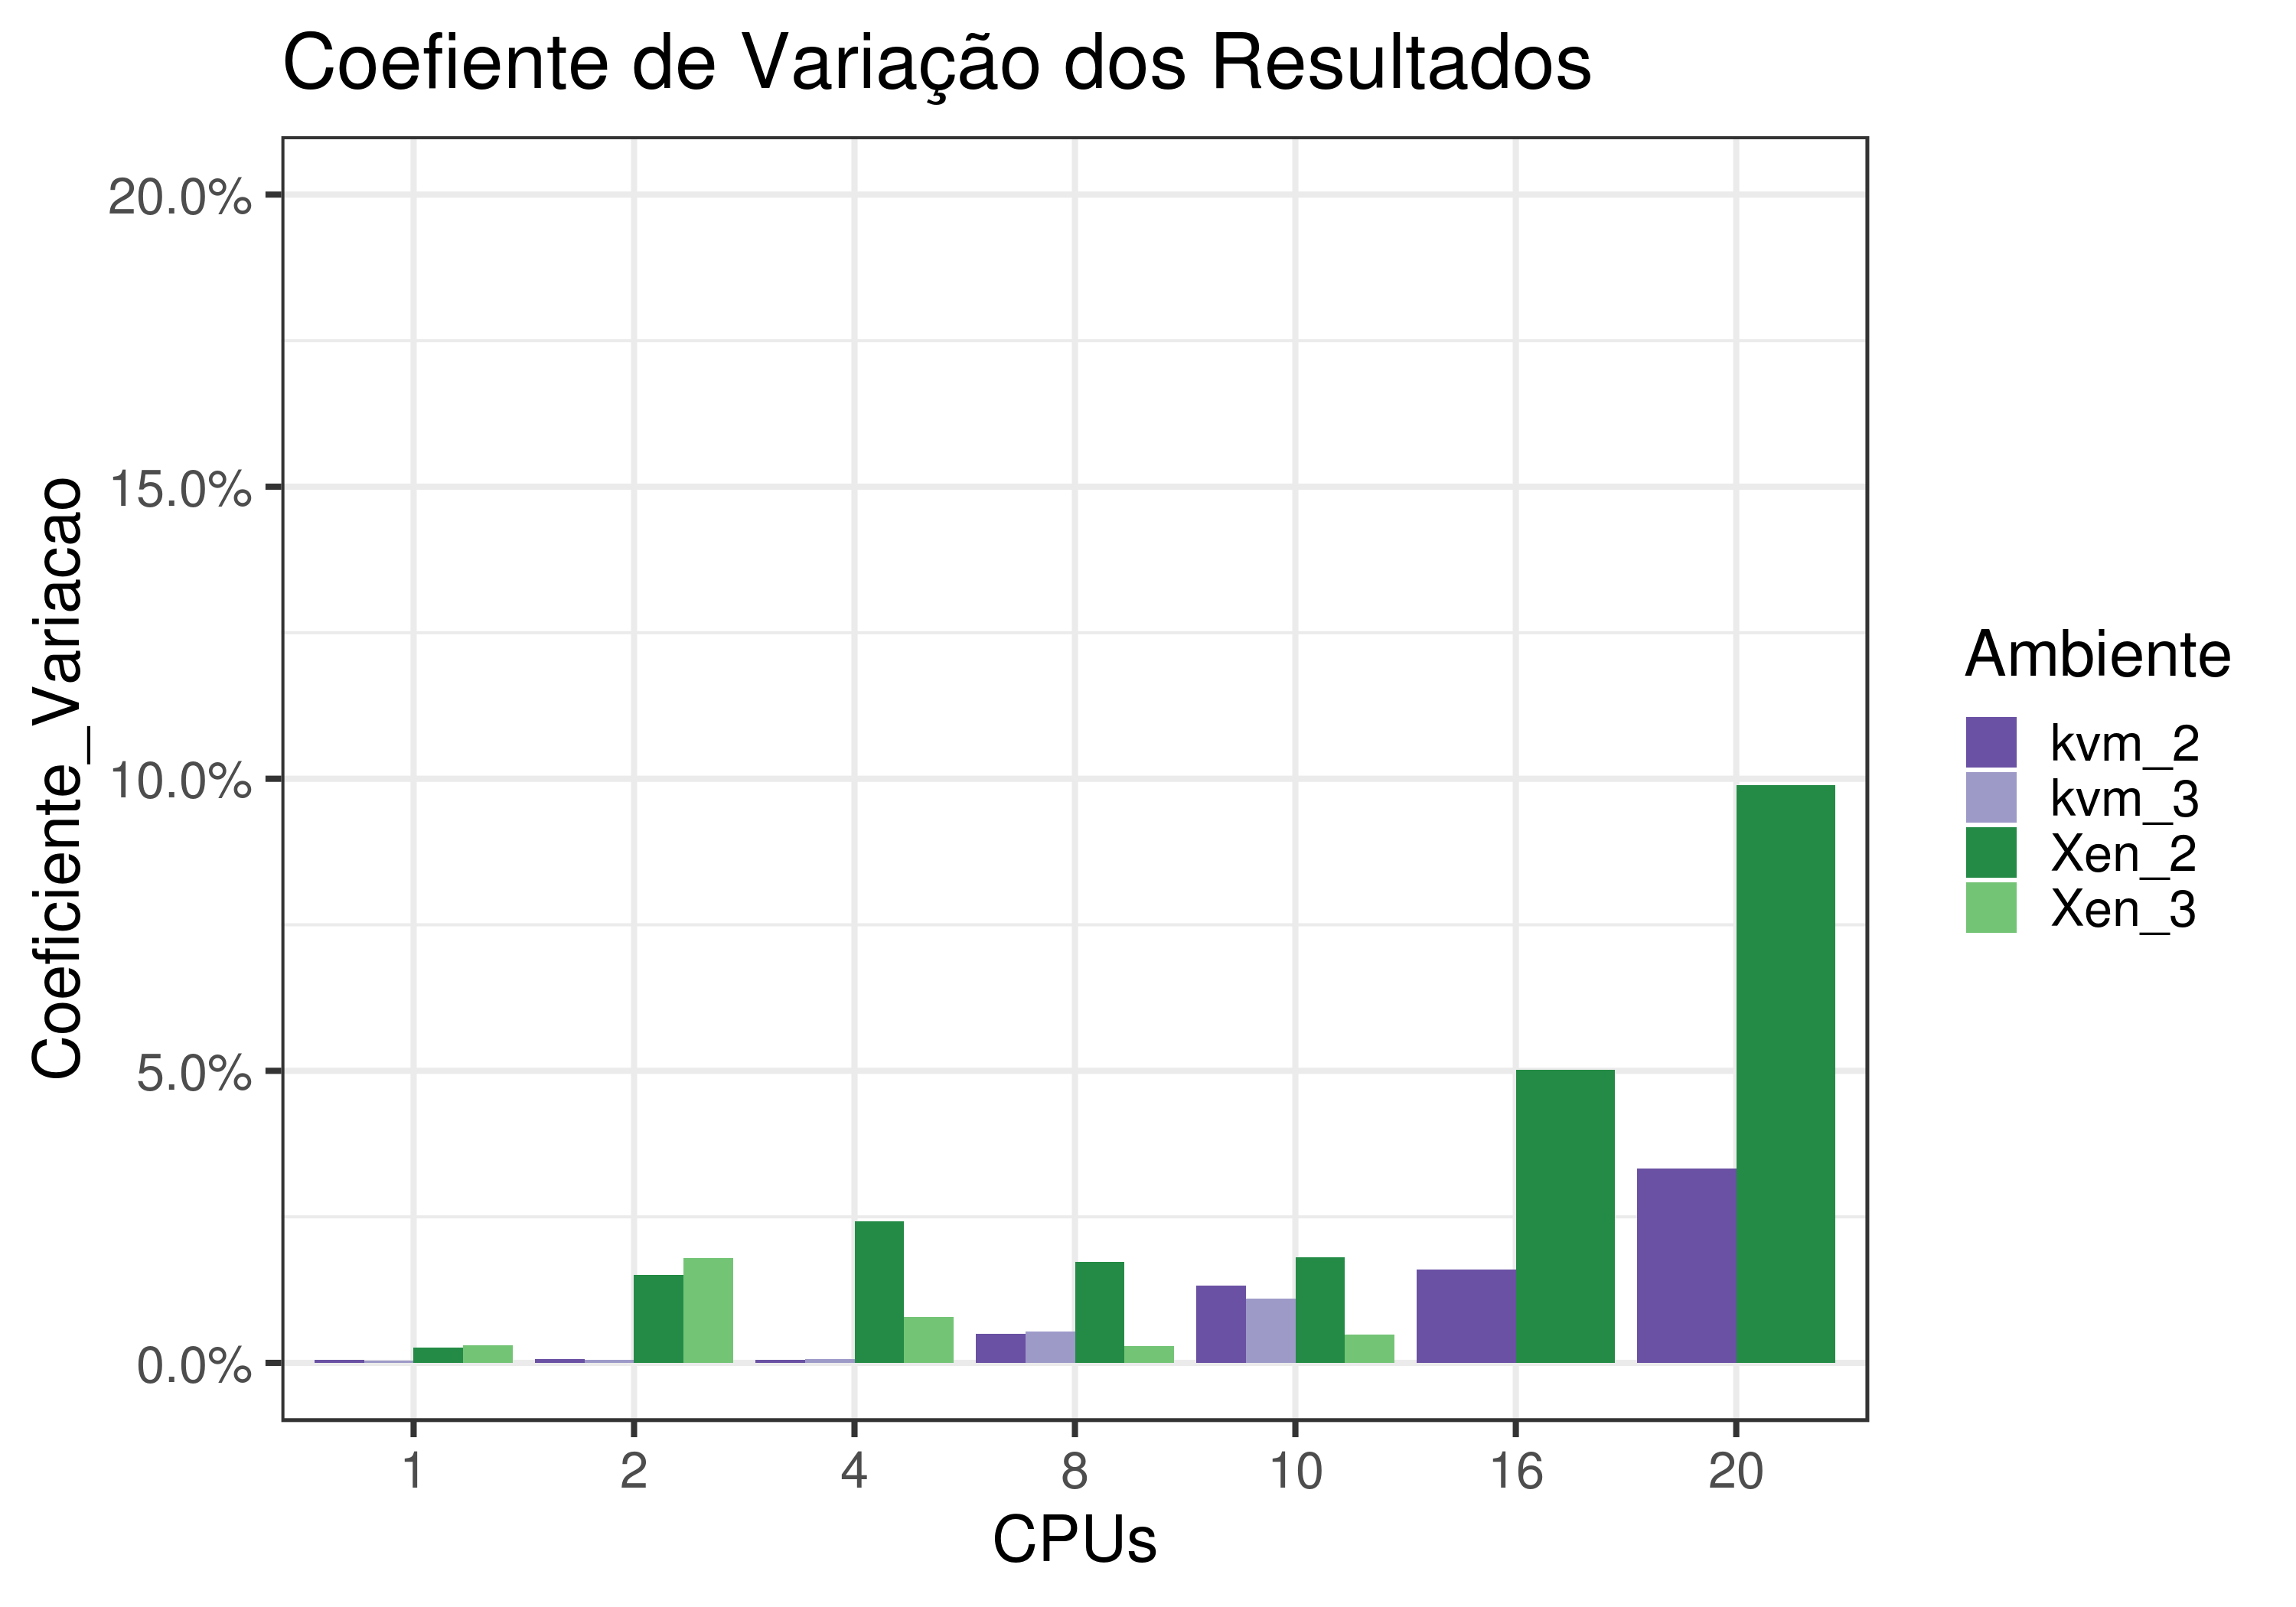 Coefiente de Variação dos Resultados
Coeficiente_Variacao
20.0%
15.0%
10.0%
5.0%
0.0%
1 2 4 8 10 16 20
CPUs
Ambiente
kvm_2
kvm_3
Xen_2
Xen_3